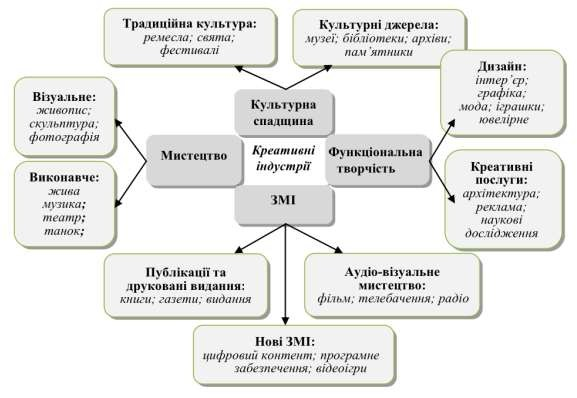 Традиційна культура:
ремесла; свята;
фестивалі
Культурні джерела:
музеї; бібліотеки; архіви;
пам’ятники
Дизайн:
інтер’єр;
графіка;
мода; іграшки;
ювелірне
Візуальне:
живопис;
скульптура;
фотографія
Культурна
спадщина
Мистецтво
Креативні
індустрії
Функціональна
творчість
ЗМІ
Виконавче:
жива
музика;
театр;
танок;
Креативні
послуги:
архітектура;
реклама;
наукові
дослідження
Публікації та
друковані видання:
книги; газети; видання
Аудіо-візуальне
мистецтво:
фільм; телебачення; радіо
Нові ЗМІ:
цифровий контент; програмне
забезпечення; відеоігри